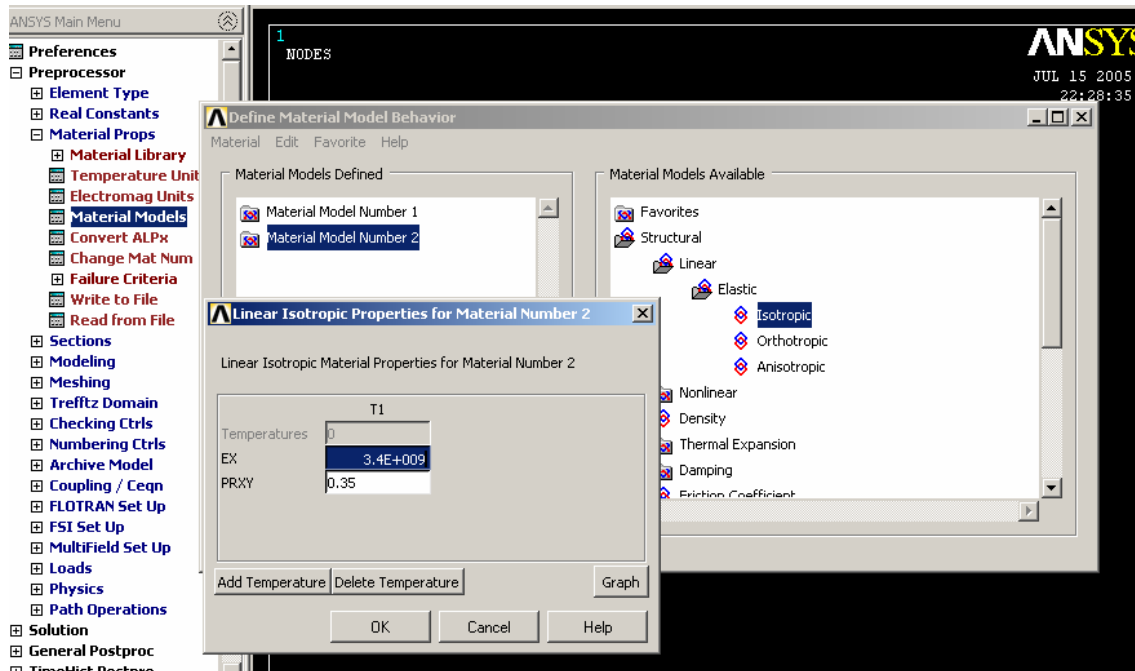 ANSYS Main Menu
Preferences
Preprocessor
Element Type
Real Constants
Material Props
Material Library
Temperature Unit
Electromag Units
Material Models
Convert ALPx
Change Mat Num
Failure Criteria
Write to File
Read from File
Sections
Modeling
Meshing
Trefftz Domain
Checking Ctrls
Numbering Ctrls
Archive Model
Coupling / Ceqn
FLOTRAN Set Up
FSI Set Up
MultiField Set Up
Loads
Physics
Path Operations
Solution
General Postproc
TimeHist Postpro
1
NODES
ANSYS
JUL 15 2005
22:28:35
Define Material Model Behavior
Material Edit Favorite Help
Material Models Defined
Material Model Number 1
Material Model Number 2
Material Models Available
Favorites
Structural
Linear
Elastic
Isotropic
Orthotropic
Anisotropic
Nonlinear
Density
Thermal Expansion
Damping
Friction Coefficient
Linear Isotropic Properties for Material Number 2
Linear Isotropic Material Properties for Material Number 2
T1
Temperatures 0
EX 3.4E+009
PRXY 0.35
Add Temperature Delete Temperature Graph
OK Cancel Help